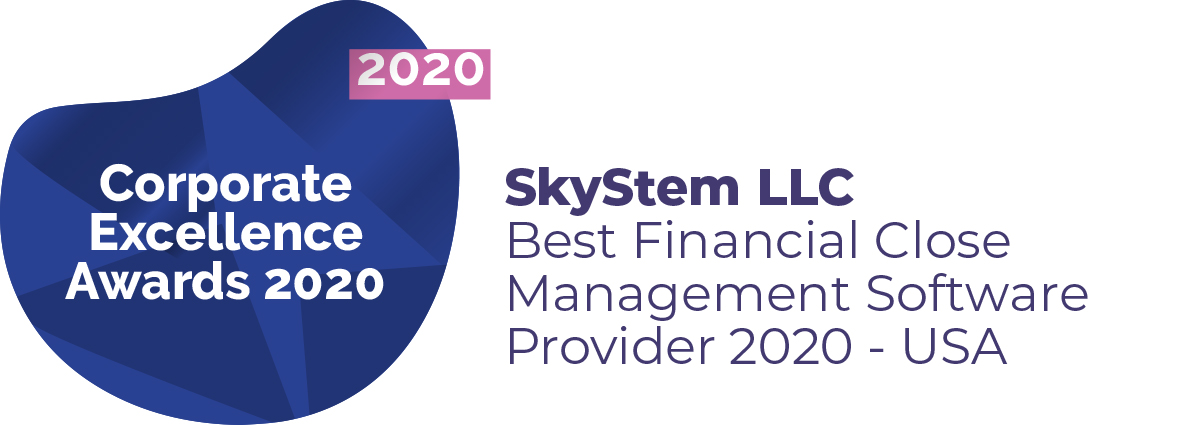 2020
Corporate
Excellence
Awards 2020
SkyStem LLC
Best Financial Close
Management Software
Provider 2020 - USA